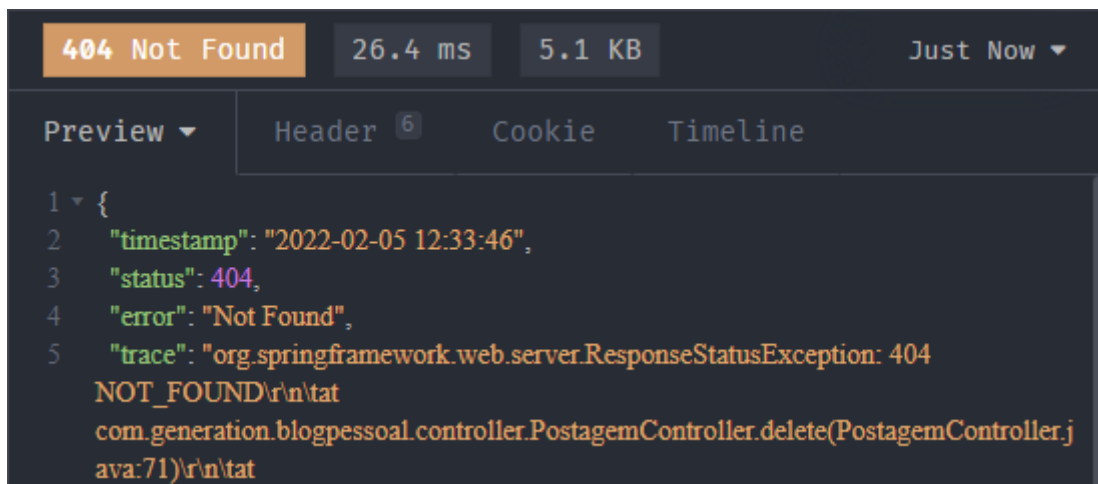 404 Not Found 26.4 ms 5.1 KB Just Now
Preview Header 6 Cookie Timeline
1 {
2 "timestamp": "2022-02-05 12:33:46",
3 "status": 404,
4 "error": "Not Found",
5 "trace": "org.springframework.web.server.ResponseStatusException: 404
NOT_FOUND\r\n\tat
com.generation.blogpessoal.controller.PostagemController.delete(PostagemController.j
ava:71)\r\n\tat